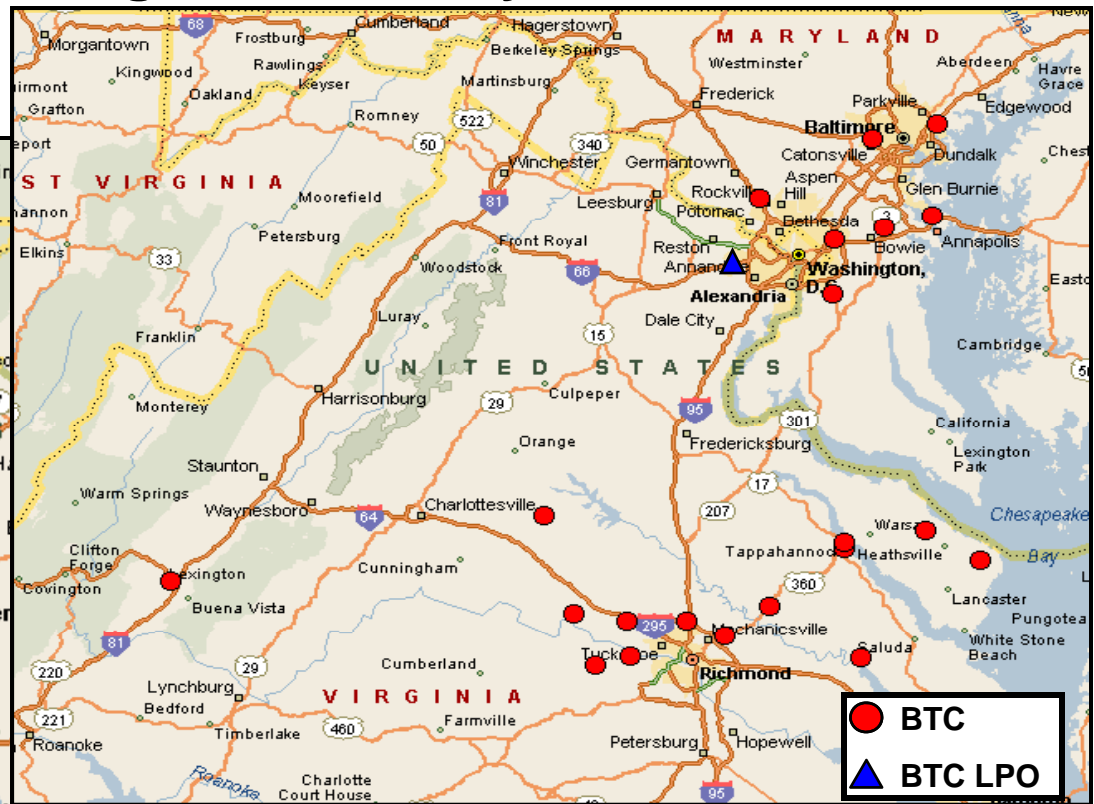 68
Cumberland
Hagerstown
Morgantown
Frostburg
Berkeley Springs
MARYLAND
Rawlings
Westminster
Aberdeen
Kingwood
Keyser
Martinsburg
Havre
Grace
Oakland
Frederick
Parkville
Edgewood
Grafton
Romney
522
Baltimore
50
340
Catonsville
Dundalk
Winchester
Germantown
Aspen
Hill
ST VIRGINIA
81
Rockvill
Glen Burnie
Moorefield
Leesburg
Potomac
3
Bethesda
Petersburg
Reston
Bowie
Annapolis
Elkins
33
Front Royal
Woodstock
66
Washington,
Alexandria
Luray
Dale City
15
Franklin
Cambridge
UNITED STATES
Monterey
Harrisonburg
29
Culpeper
95
301
California
Orange
Fredericksburg
Lexington
Park
Staunton
17
Warm Springs
Waynesboro
64
Charlottesville
207
Chesapeake
Bay
Clifton
Forge
Tappahannoc
Heathsville
Cunningham
Covington
360
Buena Vista
Lancaster
295
Pungotea
81
Mechanicsville
White Stone
Beach
Saluda
220
29
Cumberland
Richmond
Lynchburg
VIRGINIA
BTC
221
Bedford
Timberlake
460
Farmville
Roanoke
Petersburg
Hopewell
BTC LPO
Roanoke
Charlotte
Court House
95